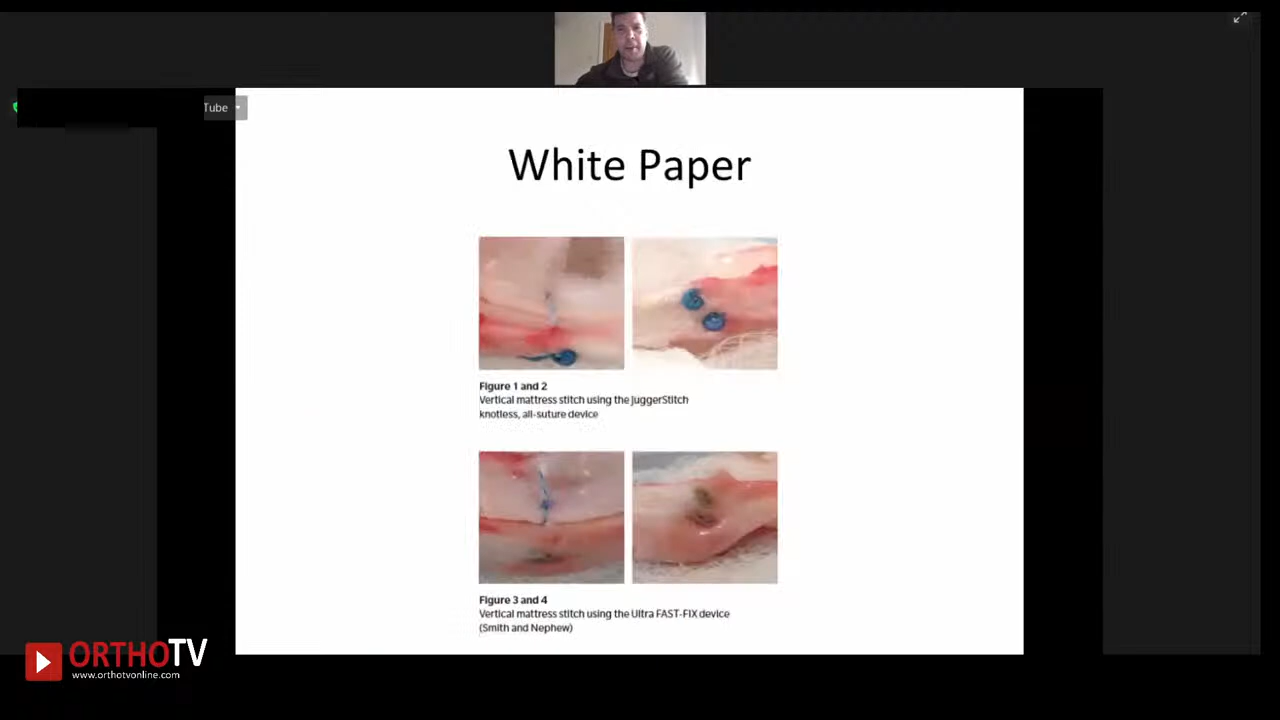 Tube
White Paper
Figure 1 and 2
Vertical mattress stitch using the JuggerStitch
knotless, all-suture device
Figure 3 and 4
Vertical mattress stitch using the Ultra FAST-FIX device
(Smith and Nephew)
ORTHOTV
www.orthotvonline.com